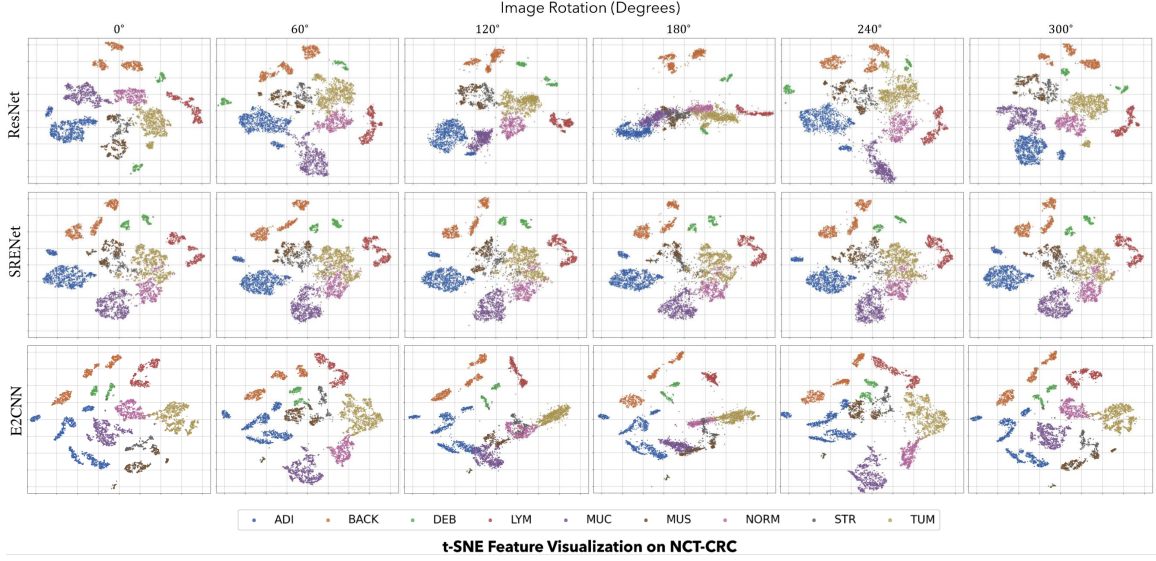 Image Rotation (Degrees)
0° 60° 120° 180° 240° 300°
ResNet
SRENet
E2CNN
ADI BACK DEB LYM MUC MUS NORM STR TUM
t-SNE Feature Visualization on NCT-CRC